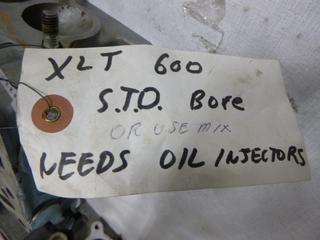 XLT 600
S.T.D. Bore
OR USE MIX
NEEDS OIL INJECTORS